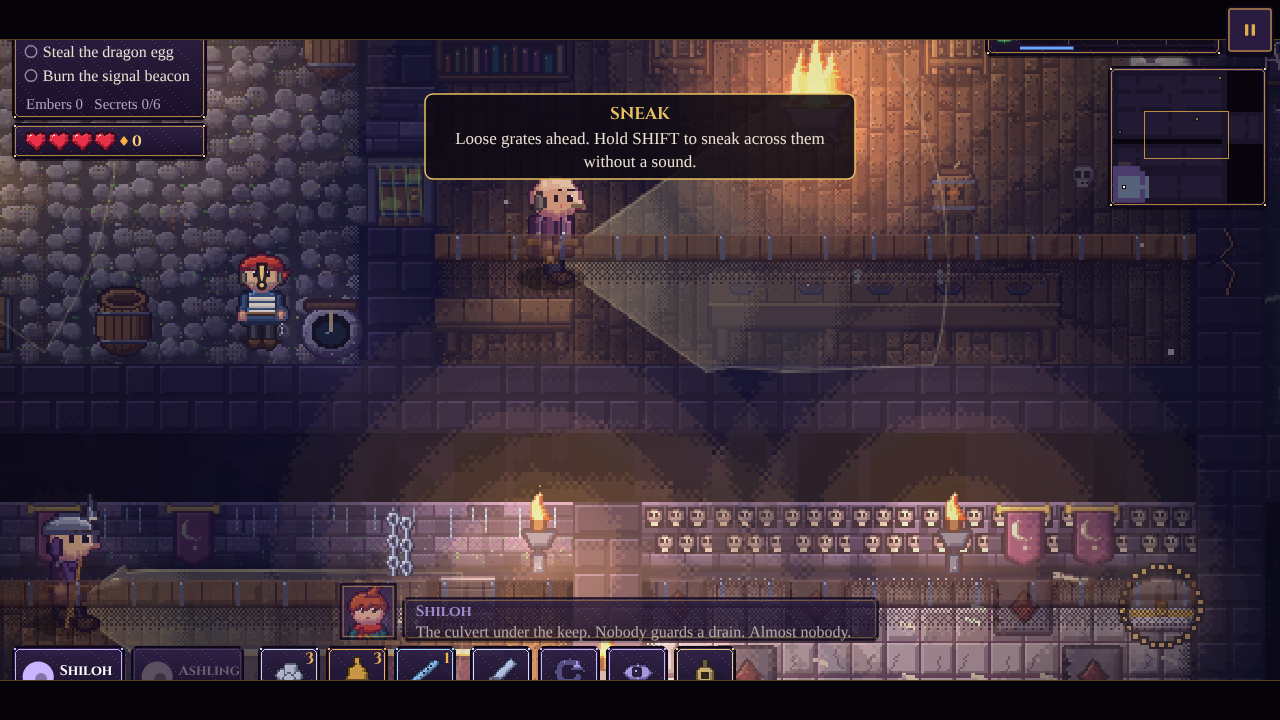 Steal the dragon egg
Burn the signal beacon
Embers 0 Secrets 0/6
0
SNEAK
Loose grates ahead. Hold SHIFT to sneak across them
without a sound.
SHILOH
The culvert under the keep. Nobody guards a drain. Almost nobody.
SHILOH
ASHLING
3
3
1